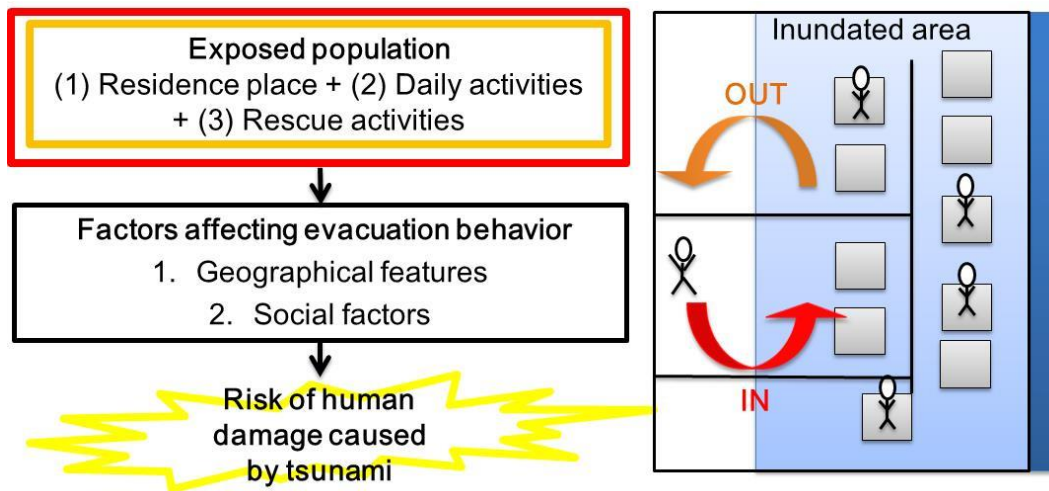 Exposed population
(1) Residence place + (2) Daily activities
+ (3) Rescue activities
Factors affecting evacuation behavior
1. Geographical features
2. Social factors
Risk of human
damage caused
by tsunami
Inundated area
OUT
IN